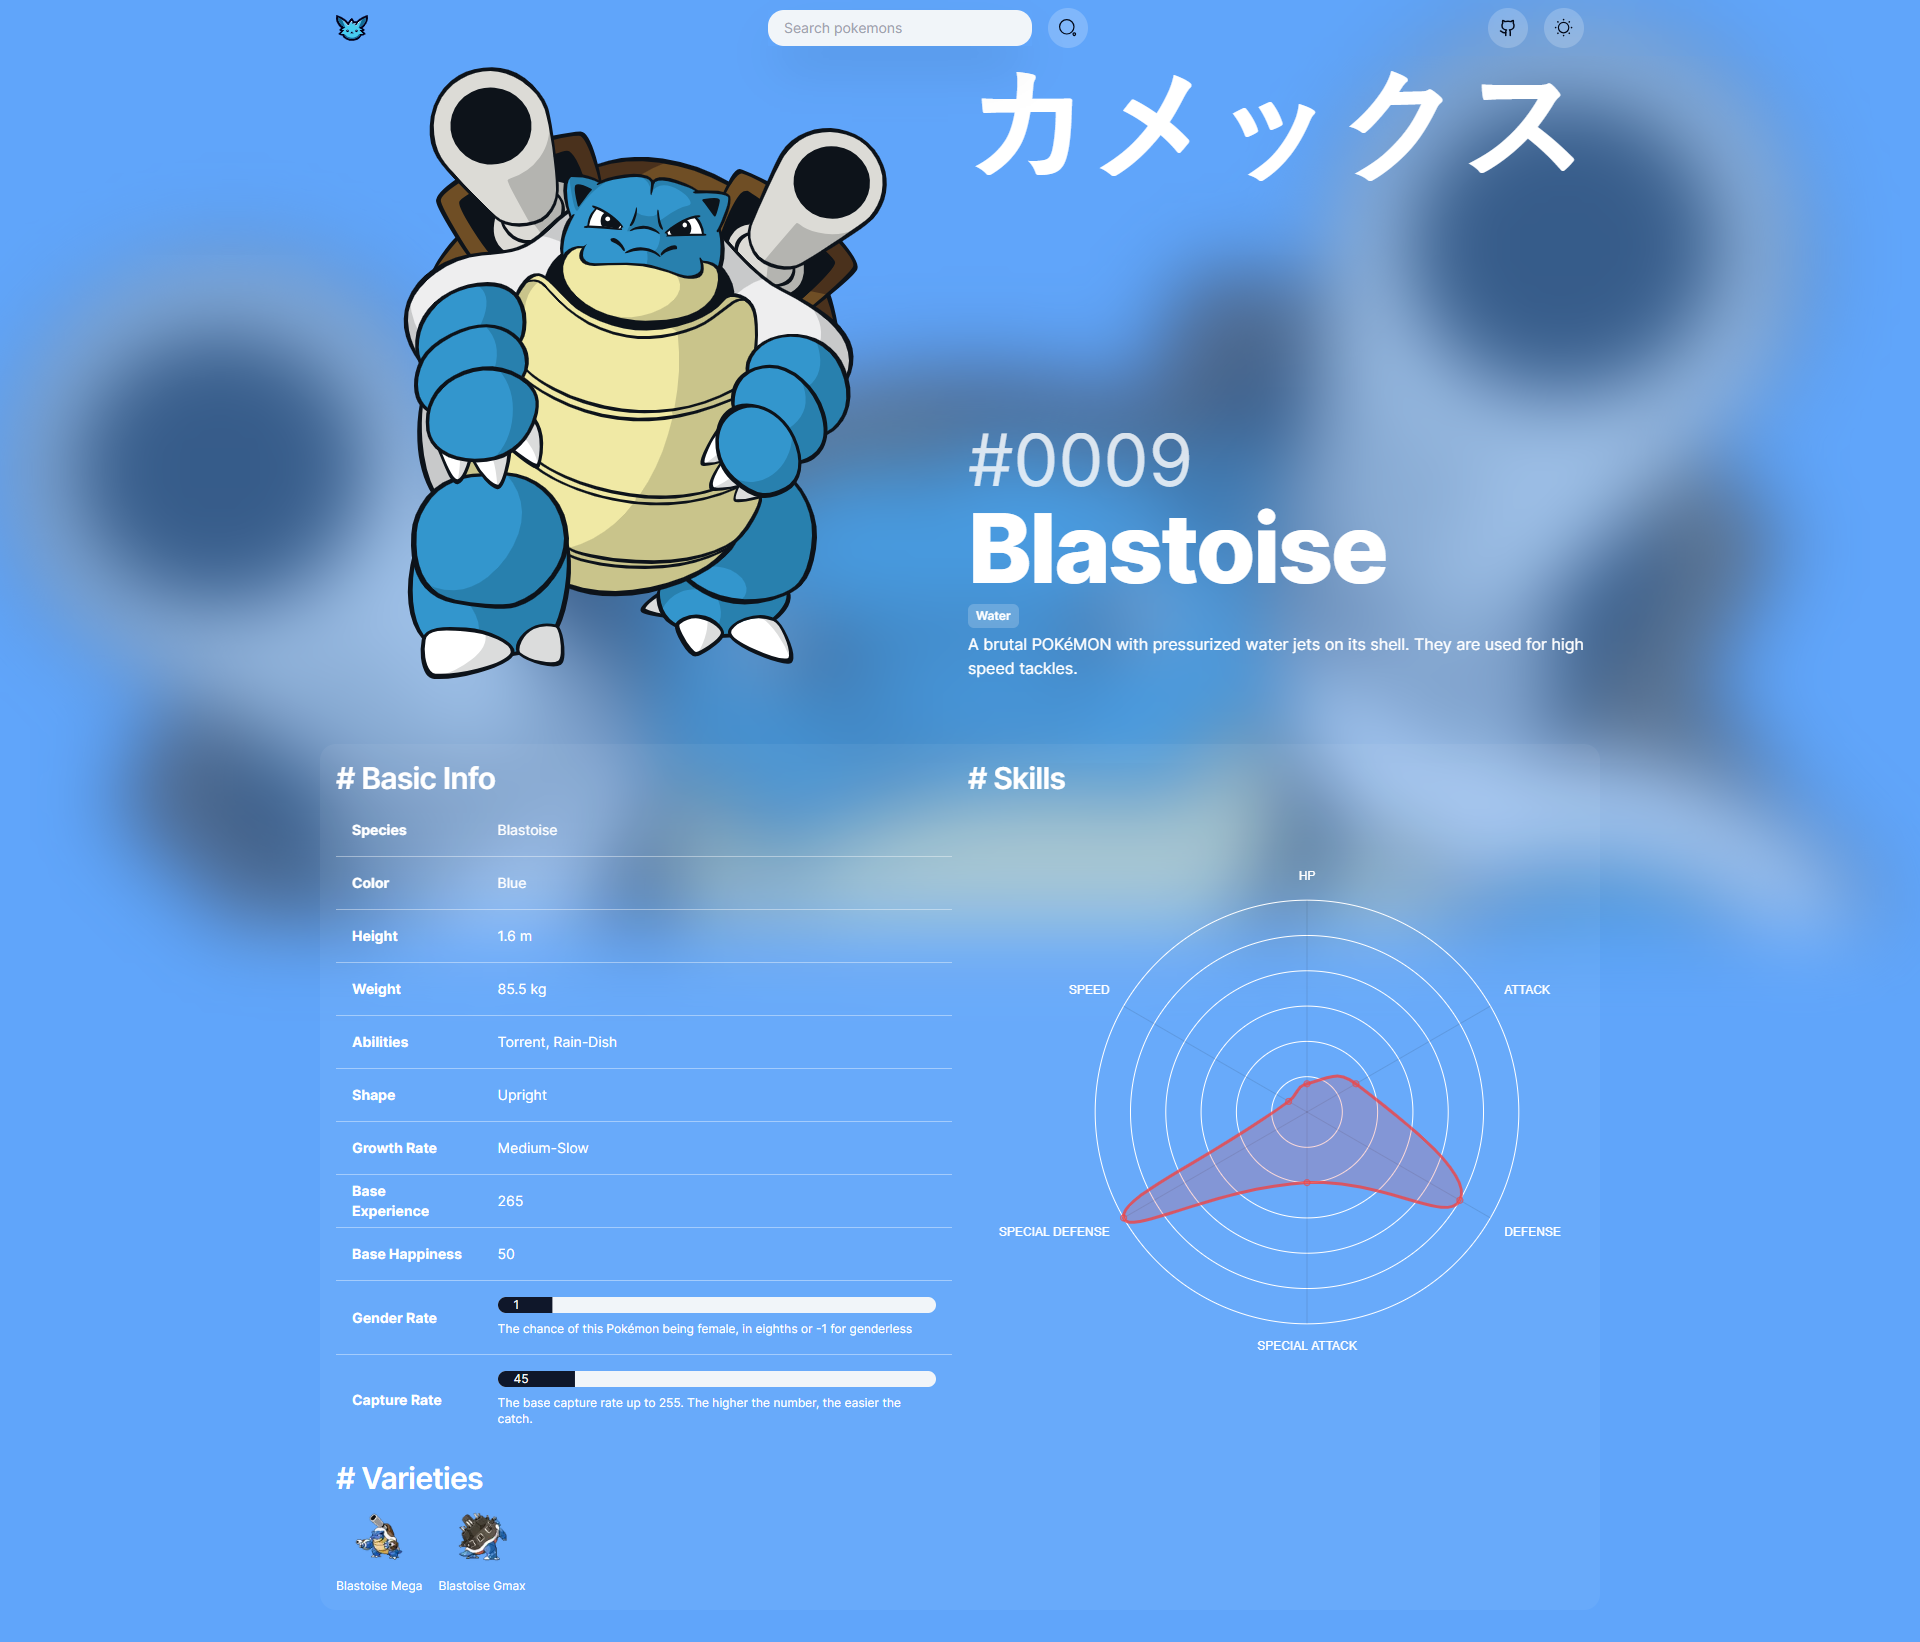 Search pokemons
カメックス
#0009
Blastoise
Water
A brutal POKéMON with pressurized water jets on its shell. They are used for high
speed tackles.
# Basic Info
Species Blastoise
Color Blue
Height 1.6 m
Weight 85.5 kg
Abilities Torrent, Rain-Dish
Shape Upright
Growth Rate Medium-Slow
Base
Experience 265
Base Happiness 50
Gender Rate 1
The chance of this Pokémon being female, in eighths or -1 for genderless
Capture Rate 45
The base capture rate up to 255. The higher the number, the easier the
catch.
# Skills
HP
SPEED
ATTACK
SPECIAL DEFENSE
DEFENSE
SPECIAL ATTACK
# Varieties
Blastoise Mega
Blastoise Gmax